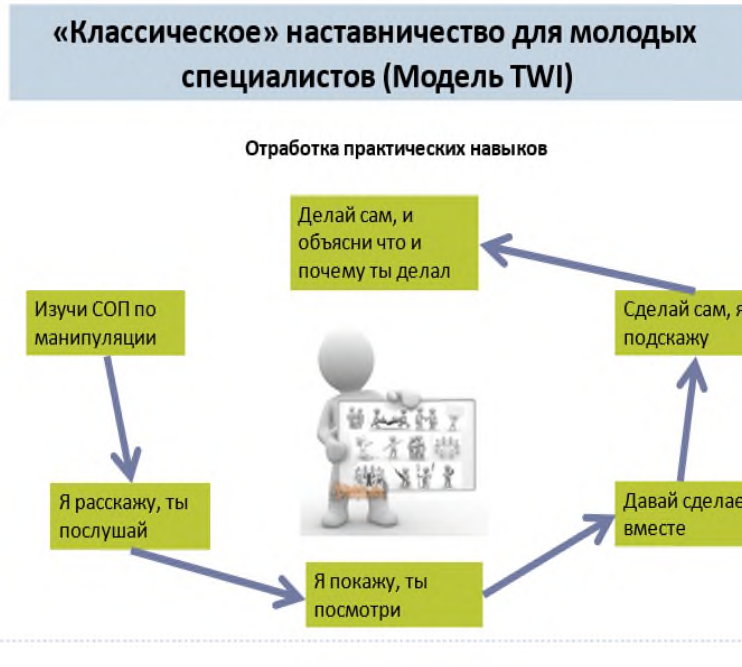 «Классическое» наставничество для молодых
специалистов (Модель TWI)
Отработка практических навыков
Изучи СОП по
манипуляции
Я расскажу, ты
послушай
Я покажу, ты
посмотри
Давай сделае
вместе
Сделай сам, я
подскажу
Делай сам, и
объясни что и
почему ты делал